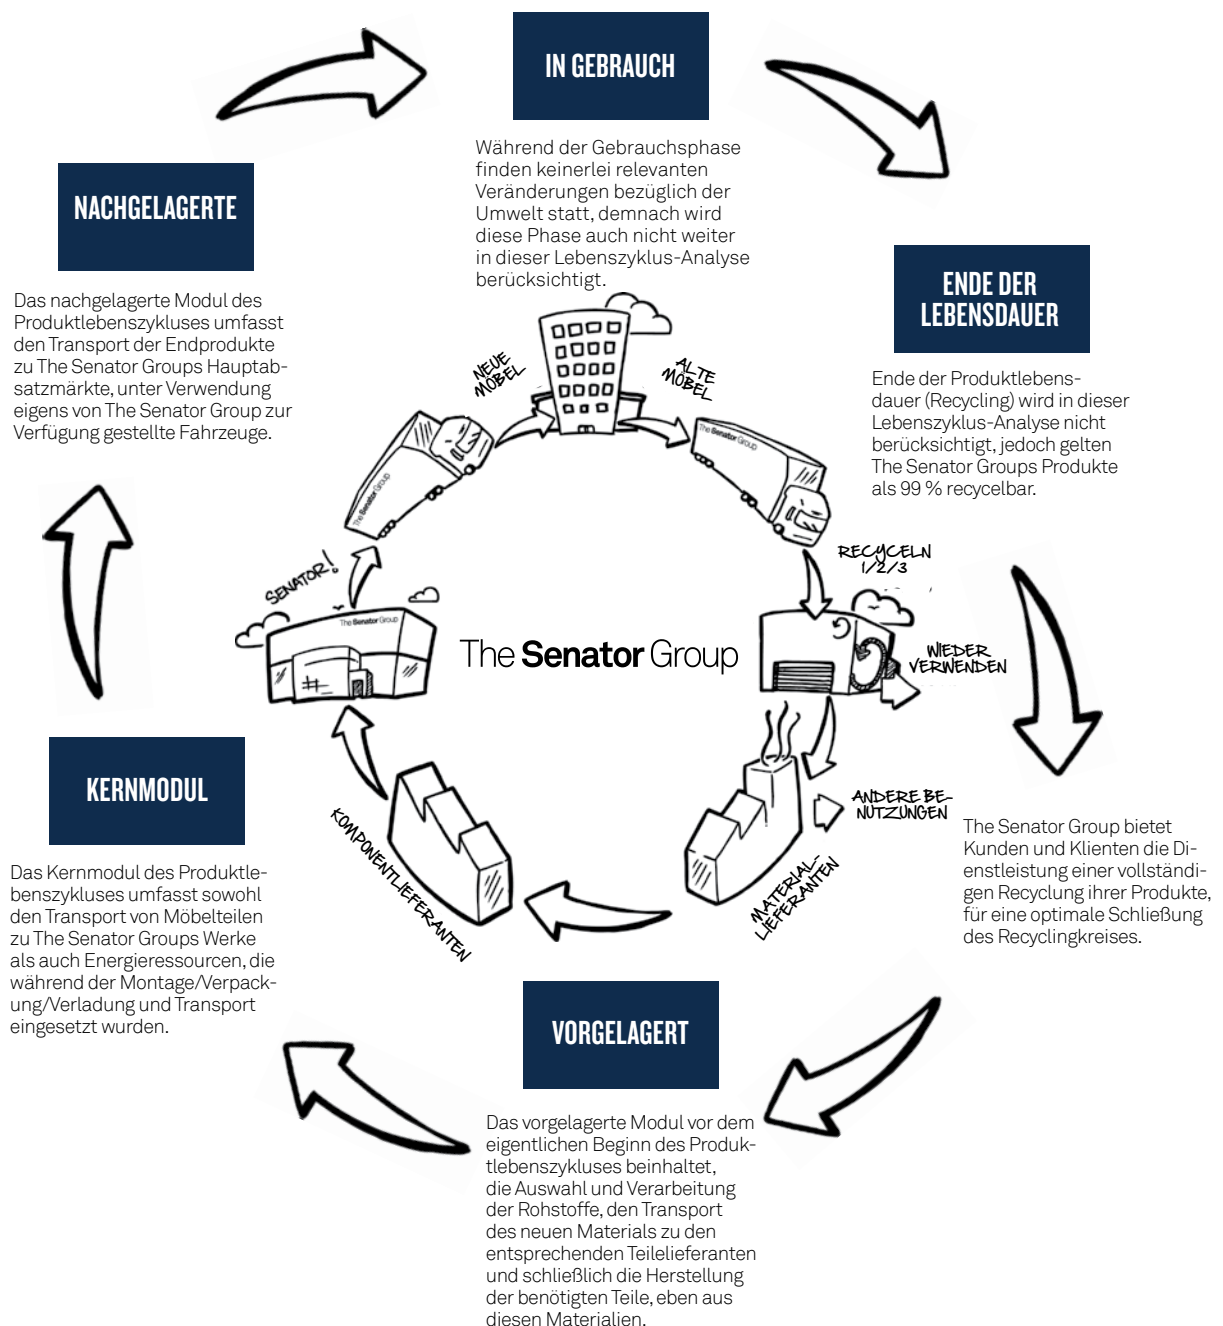 IN GEBRAUCH
Während der Gebrauchsphase
finden keinerlei relevanten
Veränderungen bezüglich der
Umwelt statt, demnach wird
diese Phase auch nicht weiter
in dieser Lebenszyklus-Analyse
berücksichtigt.
NACHGELAGERTE
Das nachgelagerte Modul des
Produktlebenszykluses umfasst
den Transport der Endprodukte
zu The Senator Groups Hauptab-
satzmärkte, unter Verwendung
eigens von The Senator Group zur
Verfügung gestellte Fahrzeuge.
ENDE DER
LEBENSDAUER
Ende der Produktlebens-
dauer (Recycling) wird in dieser
Lebenszyklus-Analyse nicht
berücksichtigt, jedoch gelten
The Senator Groups Produkte
als 99 % recycelbar.
NEUE
MÖBEL
ALTE
MÖBEL
The Senator Group
The Senator Group
RECYCELN
1/2/3
SENATOR!
The Senator Group
The Senator Group
WIEDER
VERWENDEN
KERNMODUL
Das Kernmodul des Produktle-
benszykluses umfasst sowohl
den Transport von Möbelteilen
zu The Senator Groups Werke
als auch Energieressourcen, die
während der Montage/Verpack-
ung/Verladung und Transport
eingesetzt wurden.
KOMPONENTLIEFERANTEN
MATERIAL-
LIEFERANTEN
ANDERE BE-
NUTZUNGEN
The Senator Group bietet
Kunden und Klienten die Di-
enstleistung einer vollständi-
gen Recyclung ihrer Produkte,
für eine optimale Schließung
des Recyclingkreises.
VORGELAGERT
Das vorgelagerte Modul vor dem
eigentlichen Beginn des Produk-
tlebenszykluses beinhaltet,
die Auswahl und Verarbeitung
der Rohstoffe, den Transport
des neuen Materials zu den
entsprechenden Teilelieferanten
und schließlich die Herstellung
der benötigten Teile, eben aus
diesen Materialien.